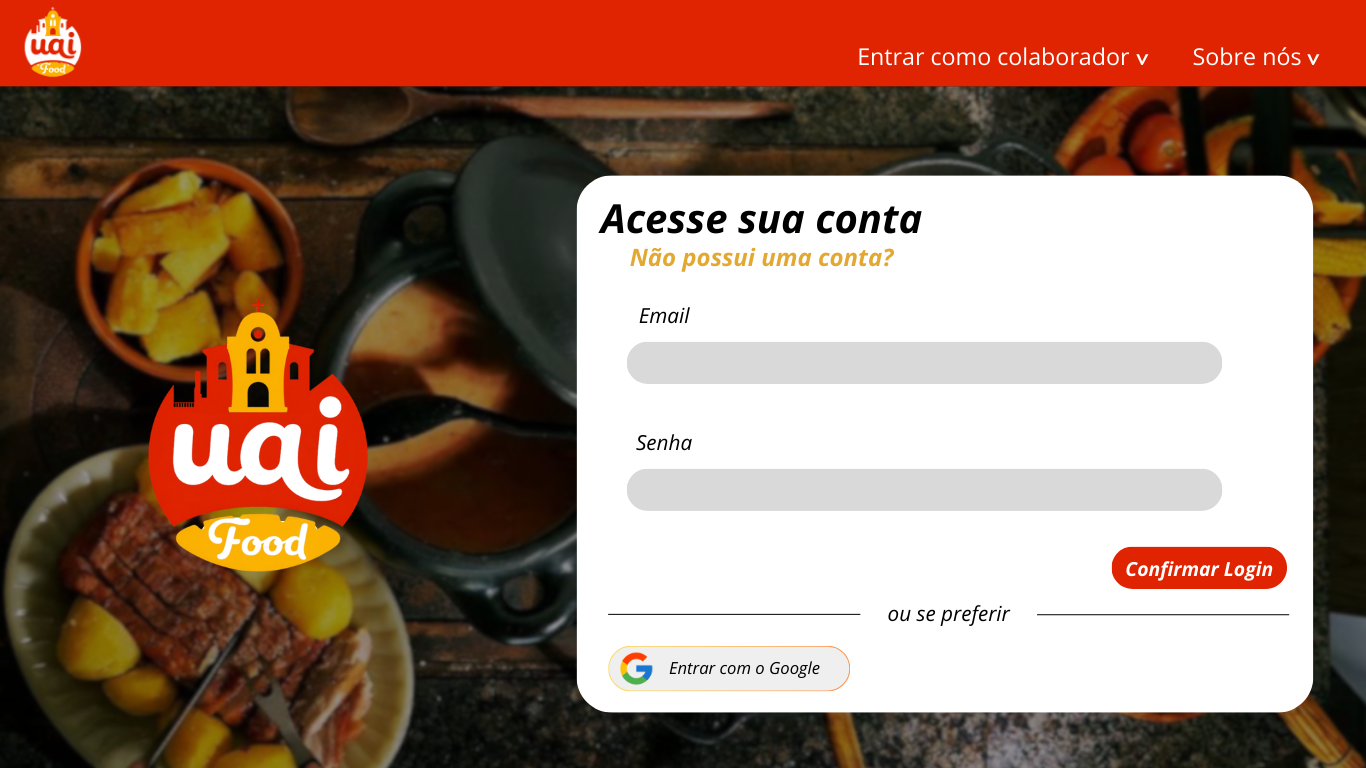 uai
Food
Entrar como colaborador v
Sobre nós v
Acesse sua conta
Não possui uma conta?
Email
uai
Food
Senha
Confirmar Login
ou se preferir
Entrar com o Google